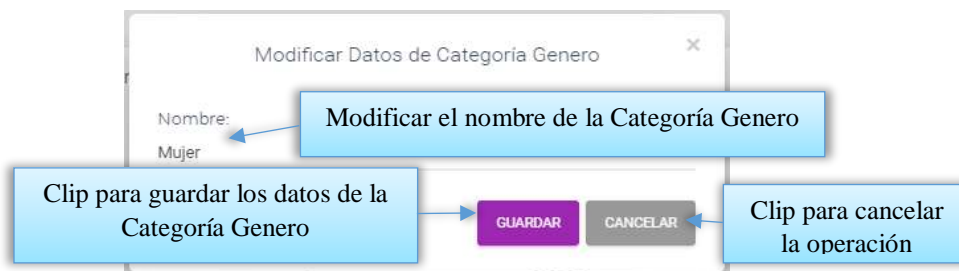 Modificar Datos de Categoría Genero
×
Nombre:
Modificar el nombre de la Categoría Genero
Mujer
Clip para guardar los datos de la
Categoría Genero
GUARDAR
CANCELAR
Clip para cancelar
la operación